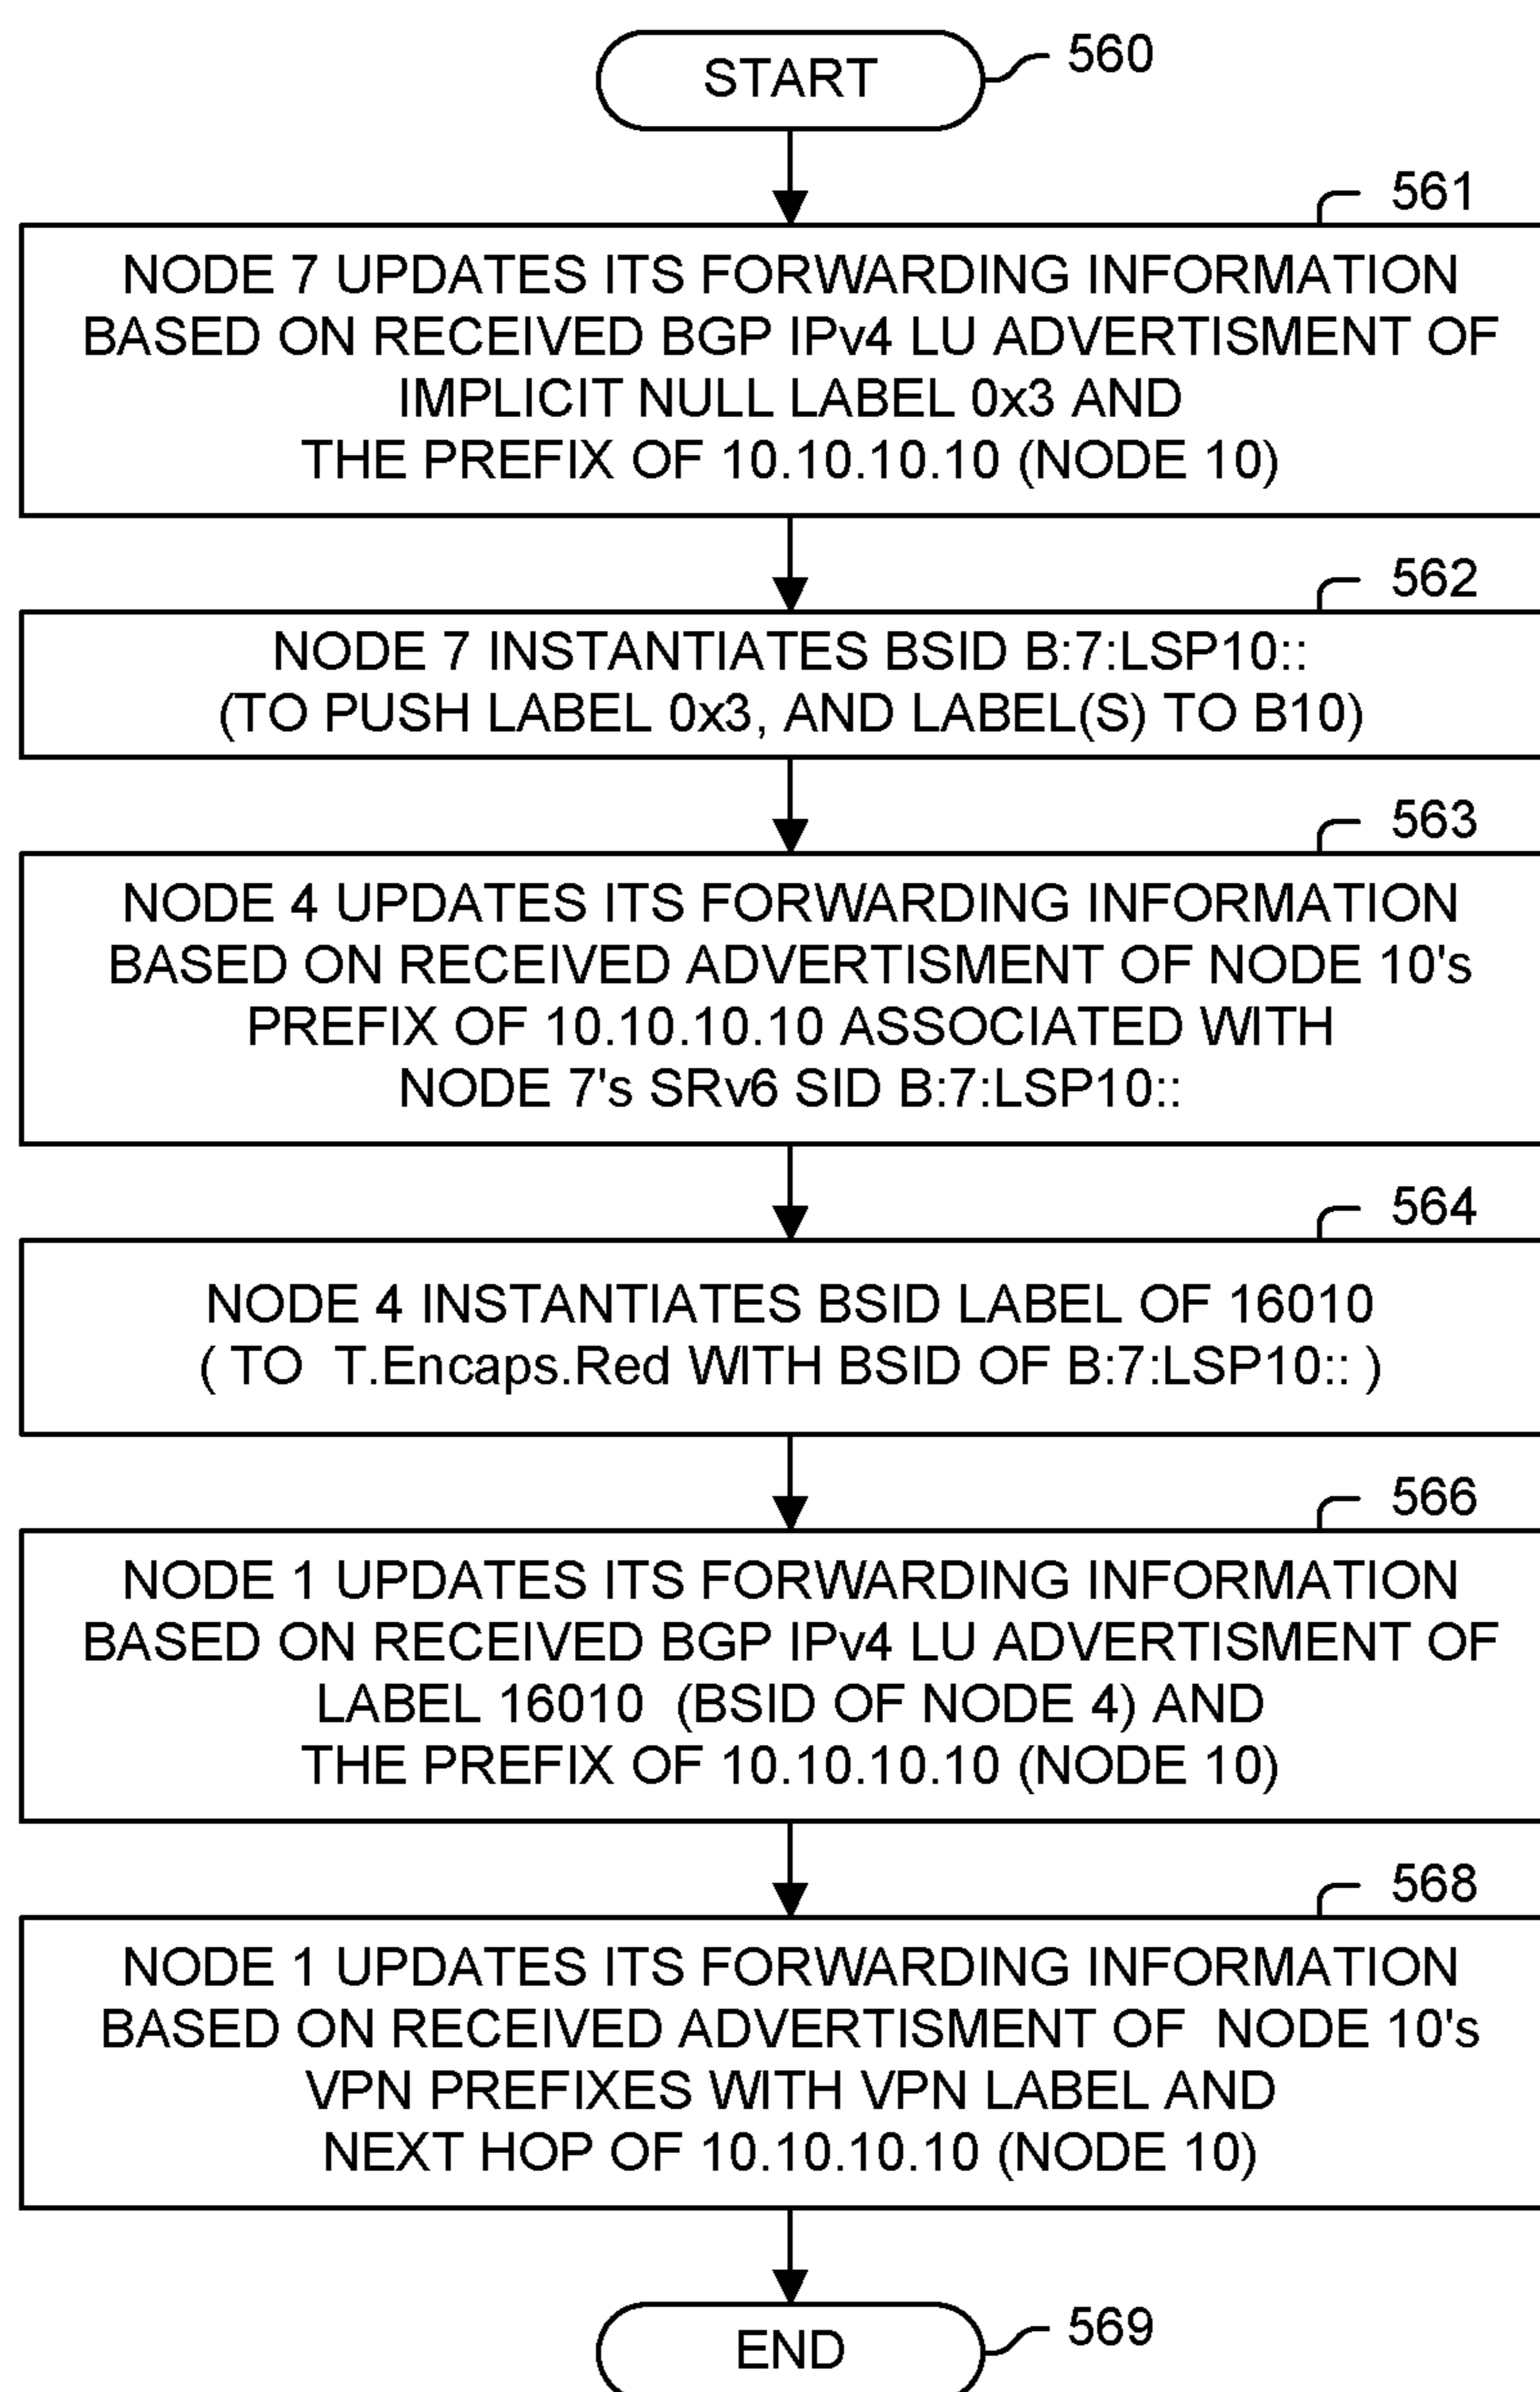 START
560
561
NODE 7 UPDATES ITS FORWARDING INFORMATION
BASED ON RECEIVED BGP IPv4 LU ADVERTISMENT OF
IMPLICIT NULL LABEL 0x3 AND
THE PREFIX OF 10.10.10.10 (NODE 10)
562
NODE 7 INSTANTIATES BSID B:7:LSP10::
(TO PUSH LABEL 0x3, AND LABEL(S) TO B10)
563
NODE 4 UPDATES ITS FORWARDING INFORMATION
BASED ON RECEIVED ADVERTISMENT OF NODE 10's
PREFIX OF 10.10.10.10 ASSOCIATED WITH
NODE 7's SRv6 SID B:7:LSP10::
564
NODE 4 INSTANTIATES BSID LABEL OF 16010
( TO T.Encaps.Red WITH BSID OF B:7:LSP10:: )
566
NODE 1 UPDATES ITS FORWARDING INFORMATION
BASED ON RECEIVED BGP IPv4 LU ADVERTISMENT OF
LABEL 16010 (BSID OF NODE 4) AND
THE PREFIX OF 10.10.10.10 (NODE 10)
568
NODE 1 UPDATES ITS FORWARDING INFORMATION
BASED ON RECEIVED ADVERTISMENT OF NODE 10's
VPN PREFIXES WITH VPN LABEL AND
NEXT HOP OF 10.10.10.10 (NODE 10)
END
569